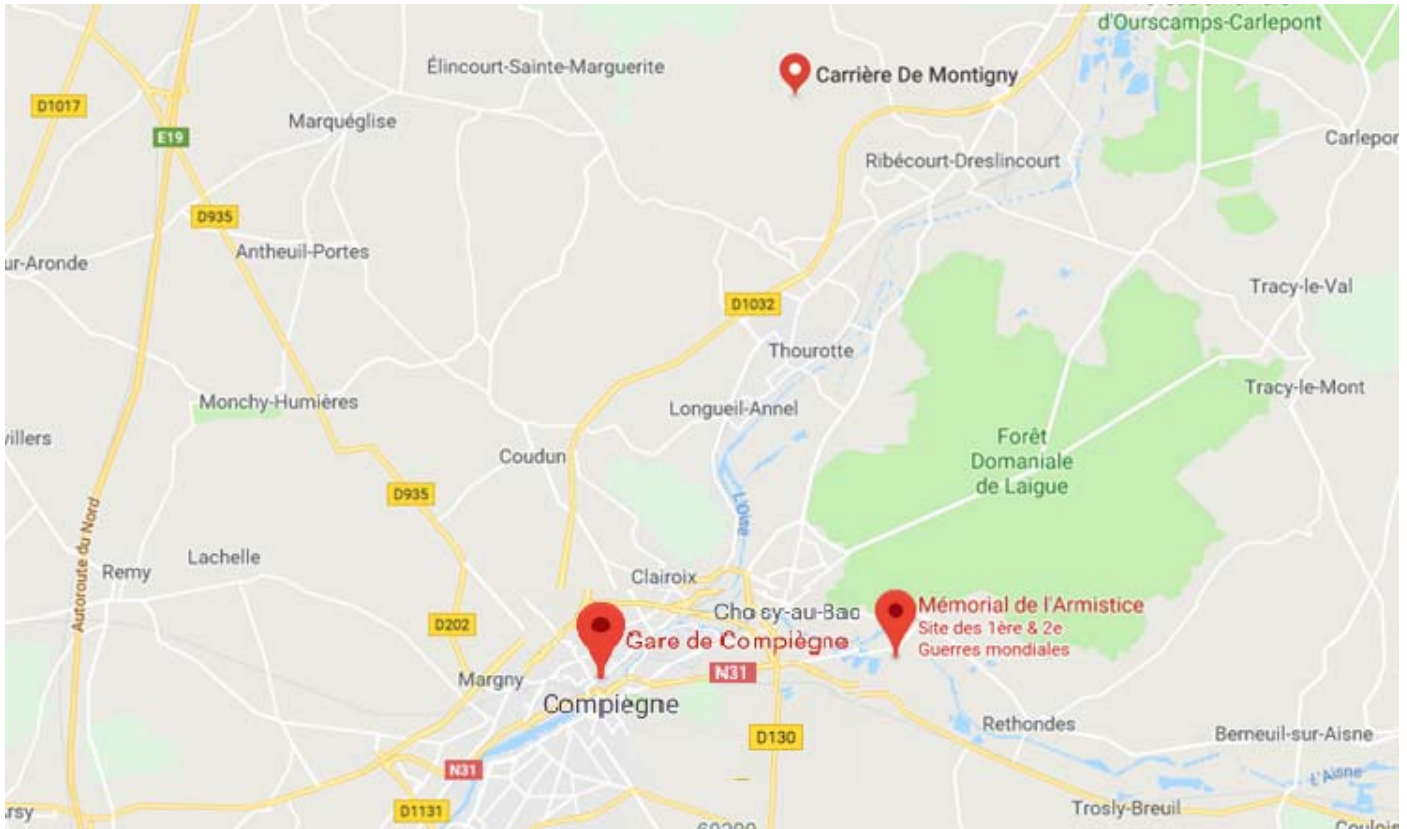 d'Ourscamps-Carlepont
Élincourt-Sainte-Marguerite
Carrière De Montigny
D1017
Marquéglise
E19
Carlepor
Ribécourt-Dreslincourt
D935
Antheuil-Portes
ur-Aronde
Tracy-le-Val
D1032
Thourotte
Tracy-le-Mont
Monchy-Humières
Longueil-Annel
villers
Forêt
Domaniale
de Laigue
Coudun
D935
L'Oise
Autoroute du Nord
Lachelle
Remy
Clairoix
Choisy-au-Bac
Mémorial de l'Armistice
Site des 1ère & 2e
Guerres mondiales
D202
Gare de Compiègne
N31
Margny
Compiègne
Rethondes
D130
Berneuil-sur-Aisne
N31
L'Aisne
D1131
Trosly-Breuil
rsy